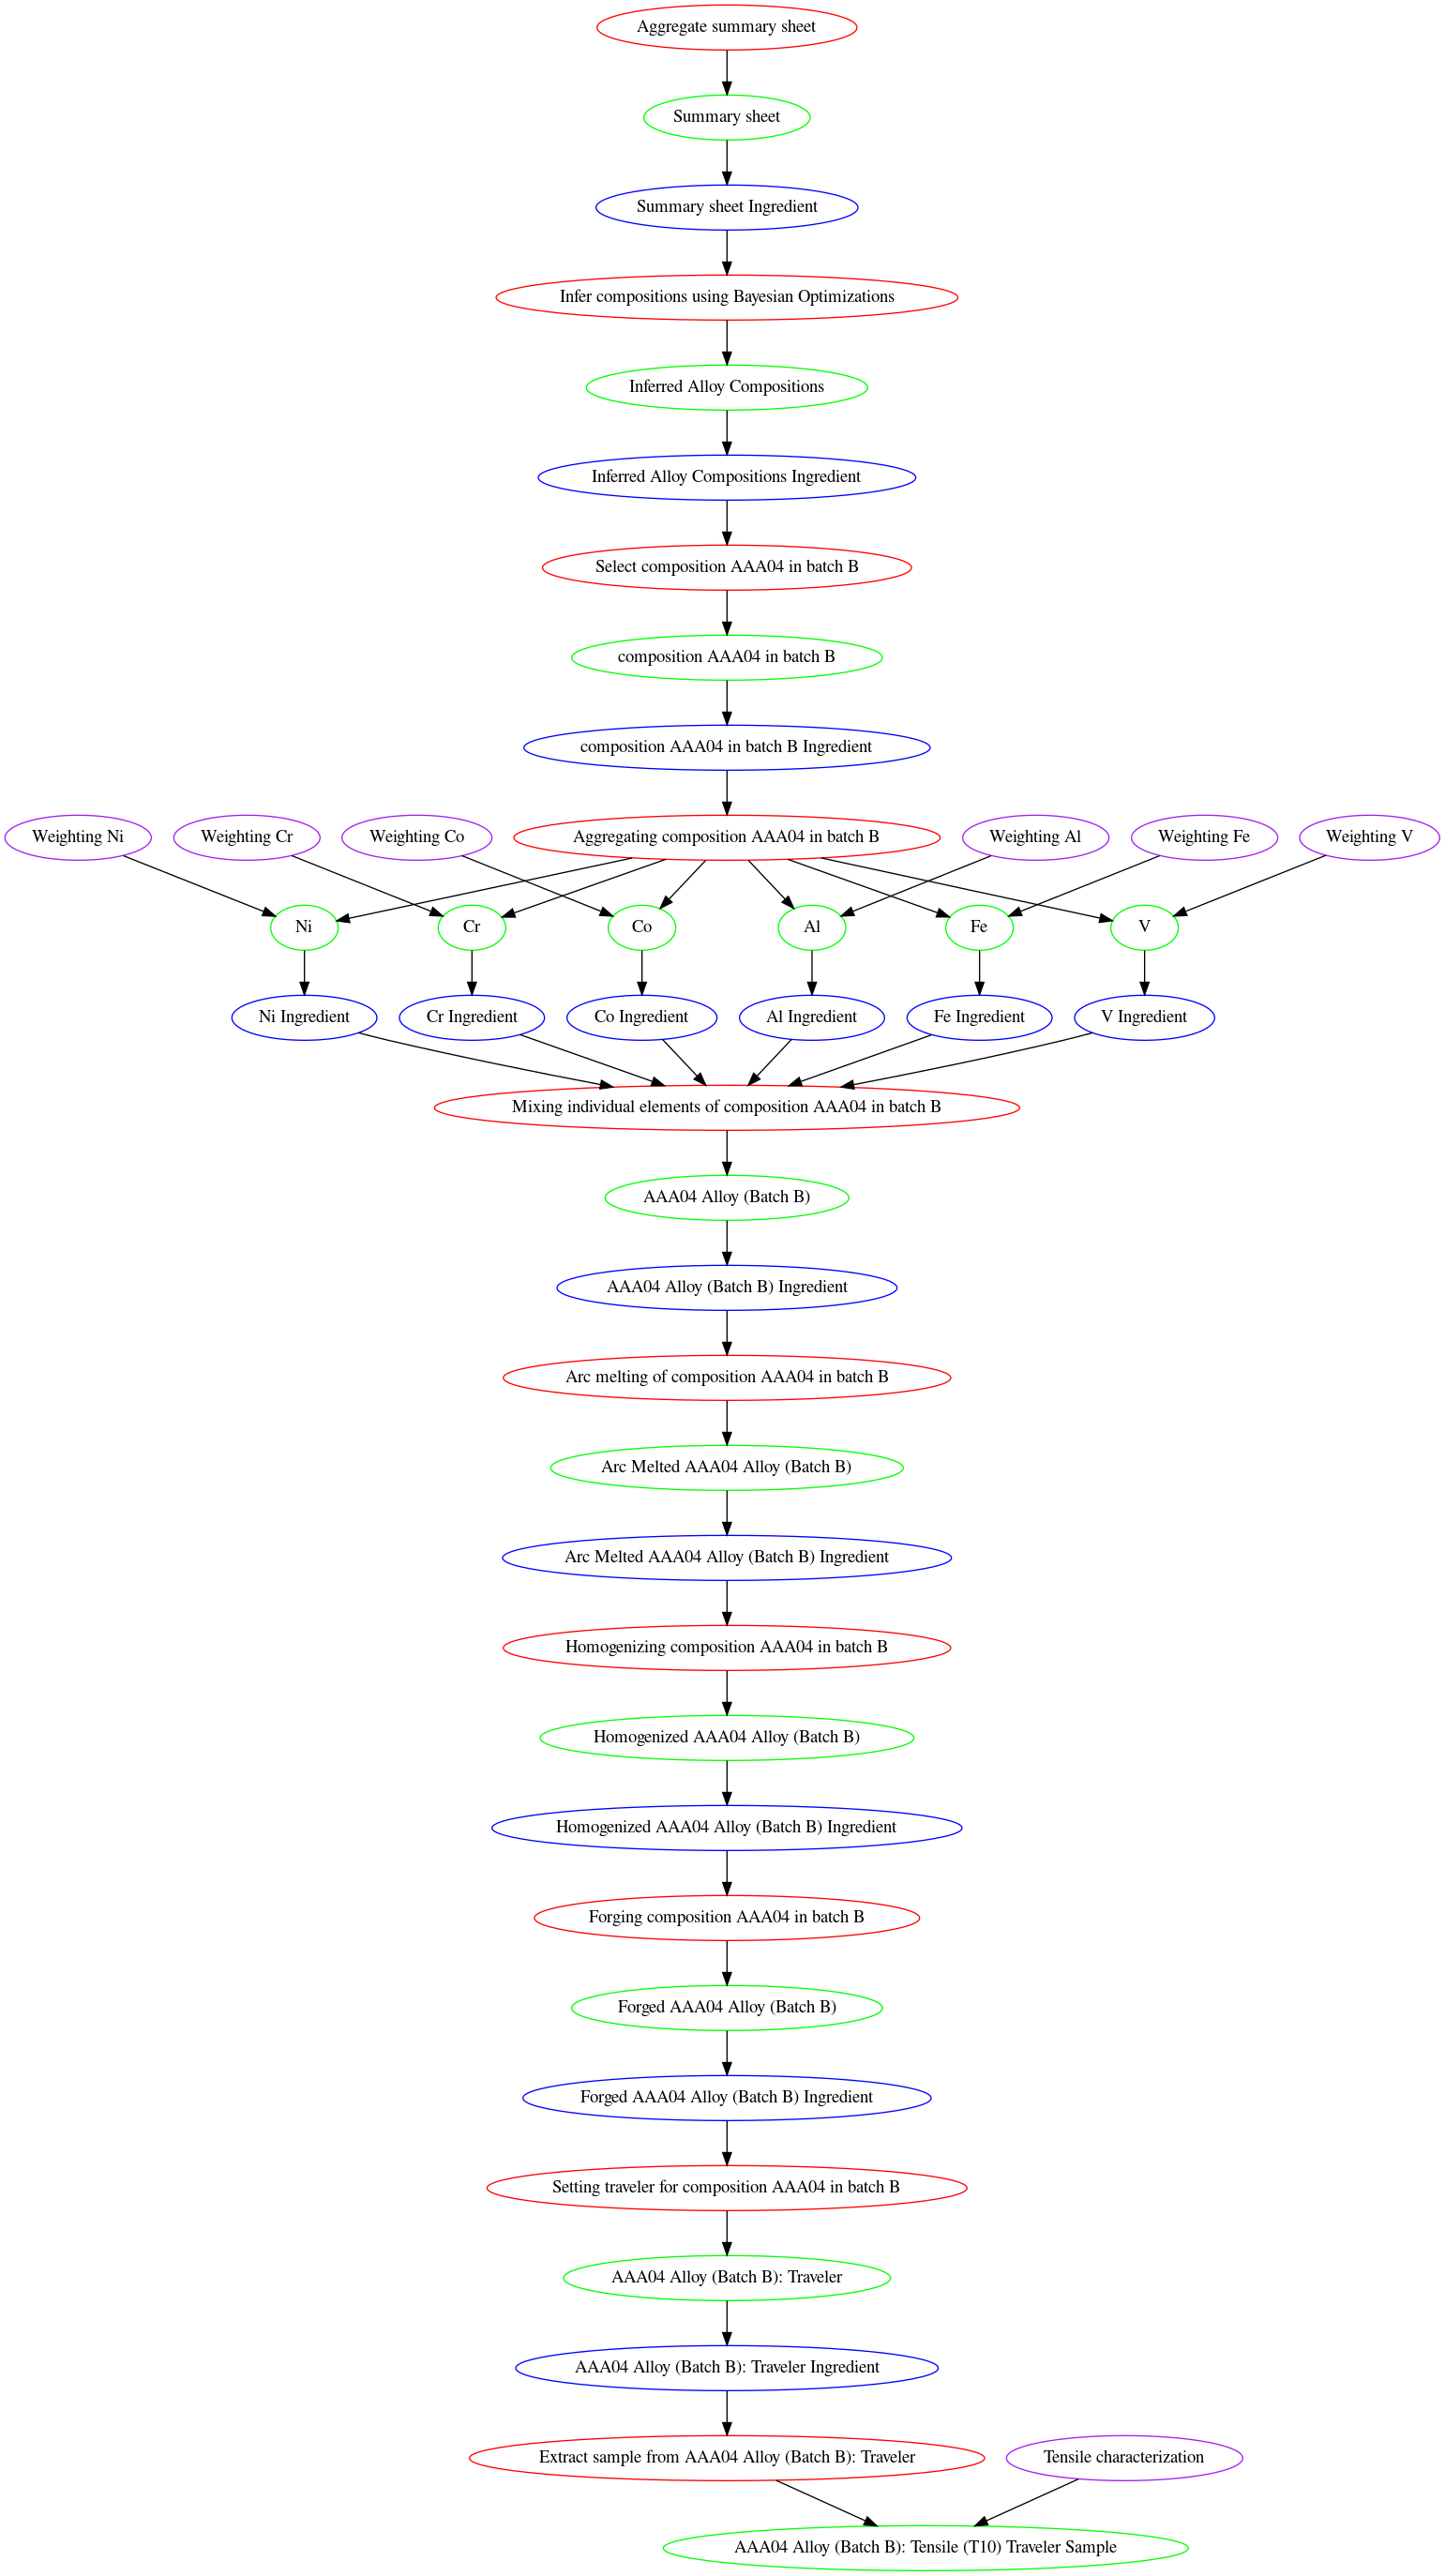 Aggregate summary sheet
Summary sheet
Summary sheet Ingredient
Infer compositions using Bayesian Optimizations
Inferred Alloy Compositions
Inferred Alloy Compositions Ingredient
Select composition AAA04 in batch B
composition AAA04 in batch B
composition AAA04 in batch B Ingredient
Weighting Ni
Weighting Cr
Weighting Co
Aggregating composition AAA04 in batch B
Weighting Al
Weighting Fe
Weighting V
Ni
Cr
Co
Al
Fe
V
Ni Ingredient
Cr Ingredient
Co Ingredient
Al Ingredient
Fe Ingredient
V Ingredient
Mixing individual elements of composition AAA04 in batch B
AAA04 Alloy (Batch B)
AAA04 Alloy (Batch B) Ingredient
Arc melting of composition AAA04 in batch B
Arc Melted AAA04 Alloy (Batch B)
Arc Melted AAA04 Alloy (Batch B) Ingredient
Homogenizing composition AAA04 in batch B
Homogenized AAA04 Alloy (Batch B)
Homogenized AAA04 Alloy (Batch B) Ingredient
Forging composition AAA04 in batch B
Forged AAA04 Alloy (Batch B)
Forged AAA04 Alloy (Batch B) Ingredient
Setting traveler for composition AAA04 in batch B
AAA04 Alloy (Batch B): Traveler
AAA04 Alloy (Batch B): Traveler Ingredient
Extract sample from AAA04 Alloy (Batch B): Traveler
Tensile characterization
AAA04 Alloy (Batch B): Tensile (T10) Traveler Sample